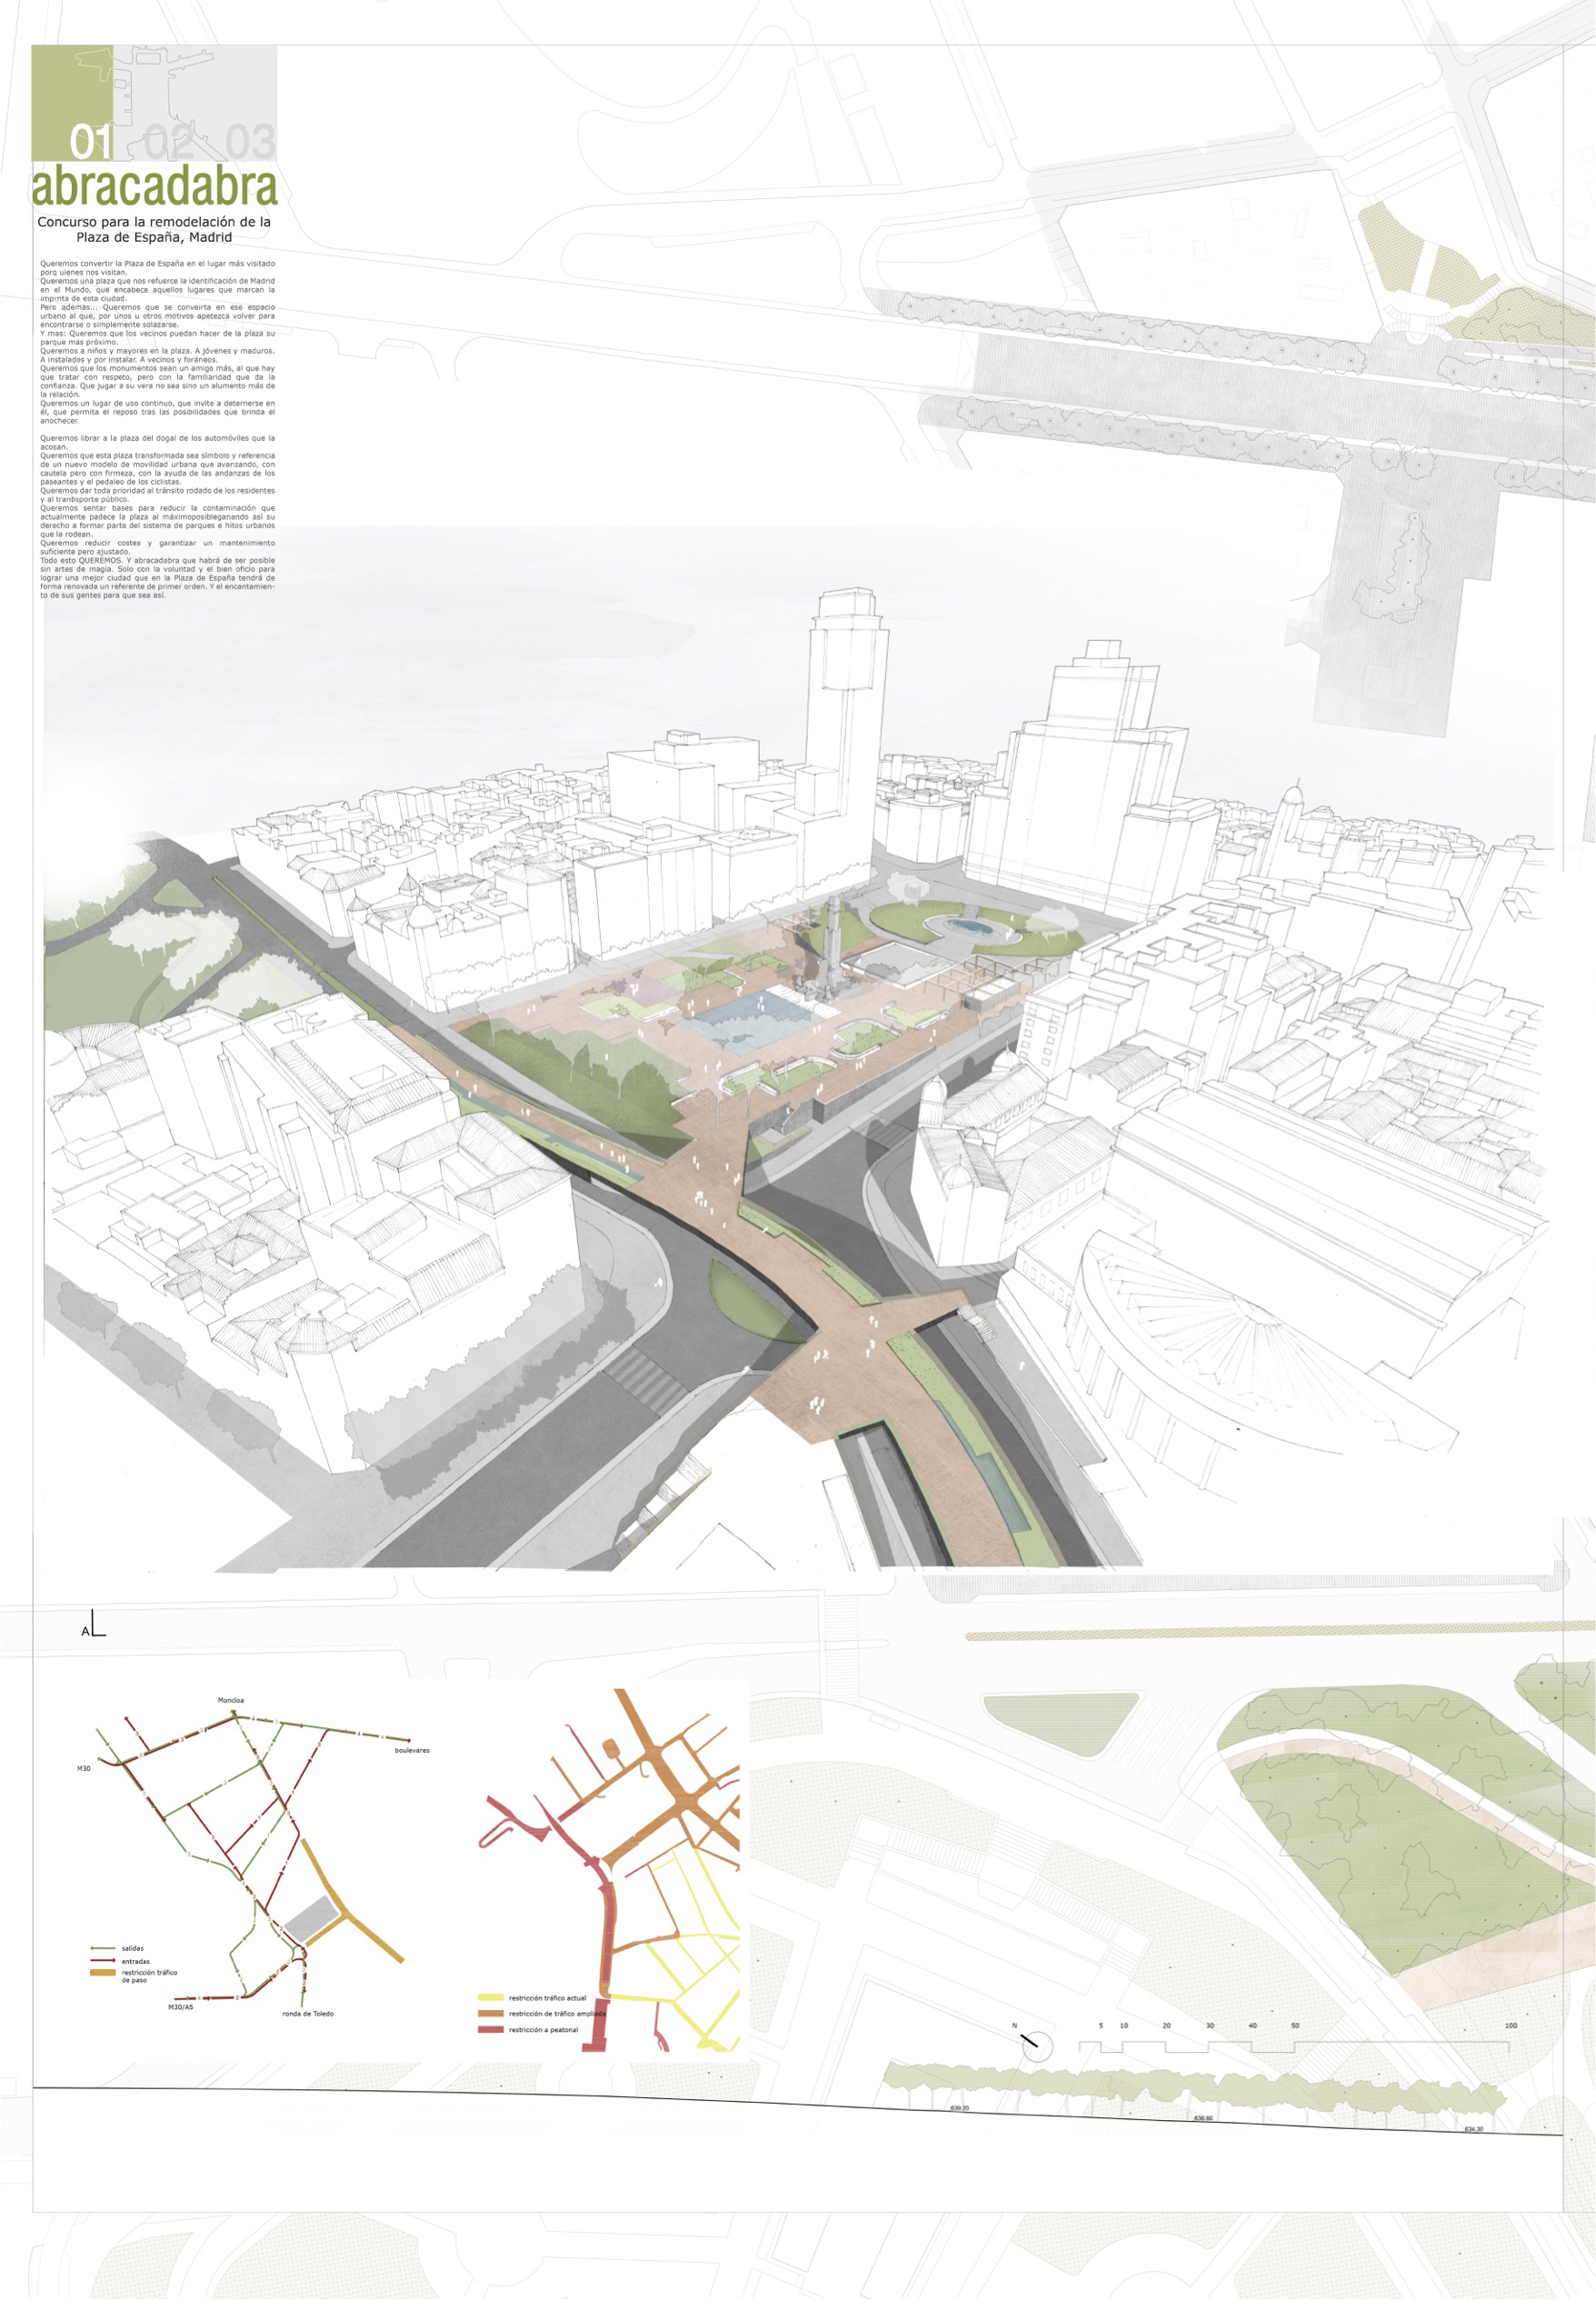 01 02 03
abracadabra
Concurso para la remodelación de la
Plaza de España, Madrid
Queremos convertir la Plaza de España en el lugar más visitado
porq uienes nos visitan.
Queremos una plaza que nos refuerce la identificación de Madrid
en el Mundo, que encabece aquellos lugares que marcan la
imprnta de esta ciudad.
Pero además... Queremos que se conveirta en ese espacio
urbano al que, por unos u otros motivos apetezca volver para
encontrarse o simplemente solazarse.
Y mas: Queremos que los vecinos puedan hacer de la plaza su
parque más próximo.
Queremos a niños y mayores en la plaza. A jóvenes y maduros.
A instalados y por instalar. A vecinos y foráneos.
Queremos que los monumentos sean un amigo más, al que hay
que tratar con respeto, pero con la familiaridad que da la
confianza. Que jugar a su vera no sea sino un alumento más de
la relación.
Queremos un lugar de uso continuo, que invite a deternerse en
él, que permita el reposo tras las posibilidades que brinda el
anochecer.
Queremos librar a la plaza del dogal de los automóviles que la
acosan.
Queremos que esta plaza transformada sea símbolo y referencia
de un nuevo modelo de movilidad urbana que avanzando, con
cautela pero con firmeza, con la ayuda de las andanzas de los
paseantes y el pedaleo de los ciclistas.
Queremos dar toda prioridad al tránsito rodado de los residentes
y al tranbsporte público.
Queremos sentar bases para reducir la contaminación que
actualmente padece la plaza al máximoposibleganando así su
derecho a formar parte del sistema de parques e hitos urbanos
que la rodean.
Queremos reducir costes y garantizar un mantenimiento
suficiente pero ajustado.
Todo esto QUEREMOS. Y abracadabra que habrá de ser posible
sin artes de magia. Solo con la voluntad y el bien oficio para
lograr una mejor ciudad que en la Plaza de España tendrá de
forma renovada un referente de primer orden. Y el encantamien-
to de sus gentes para que sea así.
A
Moncloa
boulevares
M30
salidas
entradas
restricción tráfico
de paso
M30/A5
ronda de Toledo
restricción tráfico actual
restricción de tráfico ampliada
restricción a peatonal
N
5 10 20 30 40 50 100
639.20
636.80
634.30